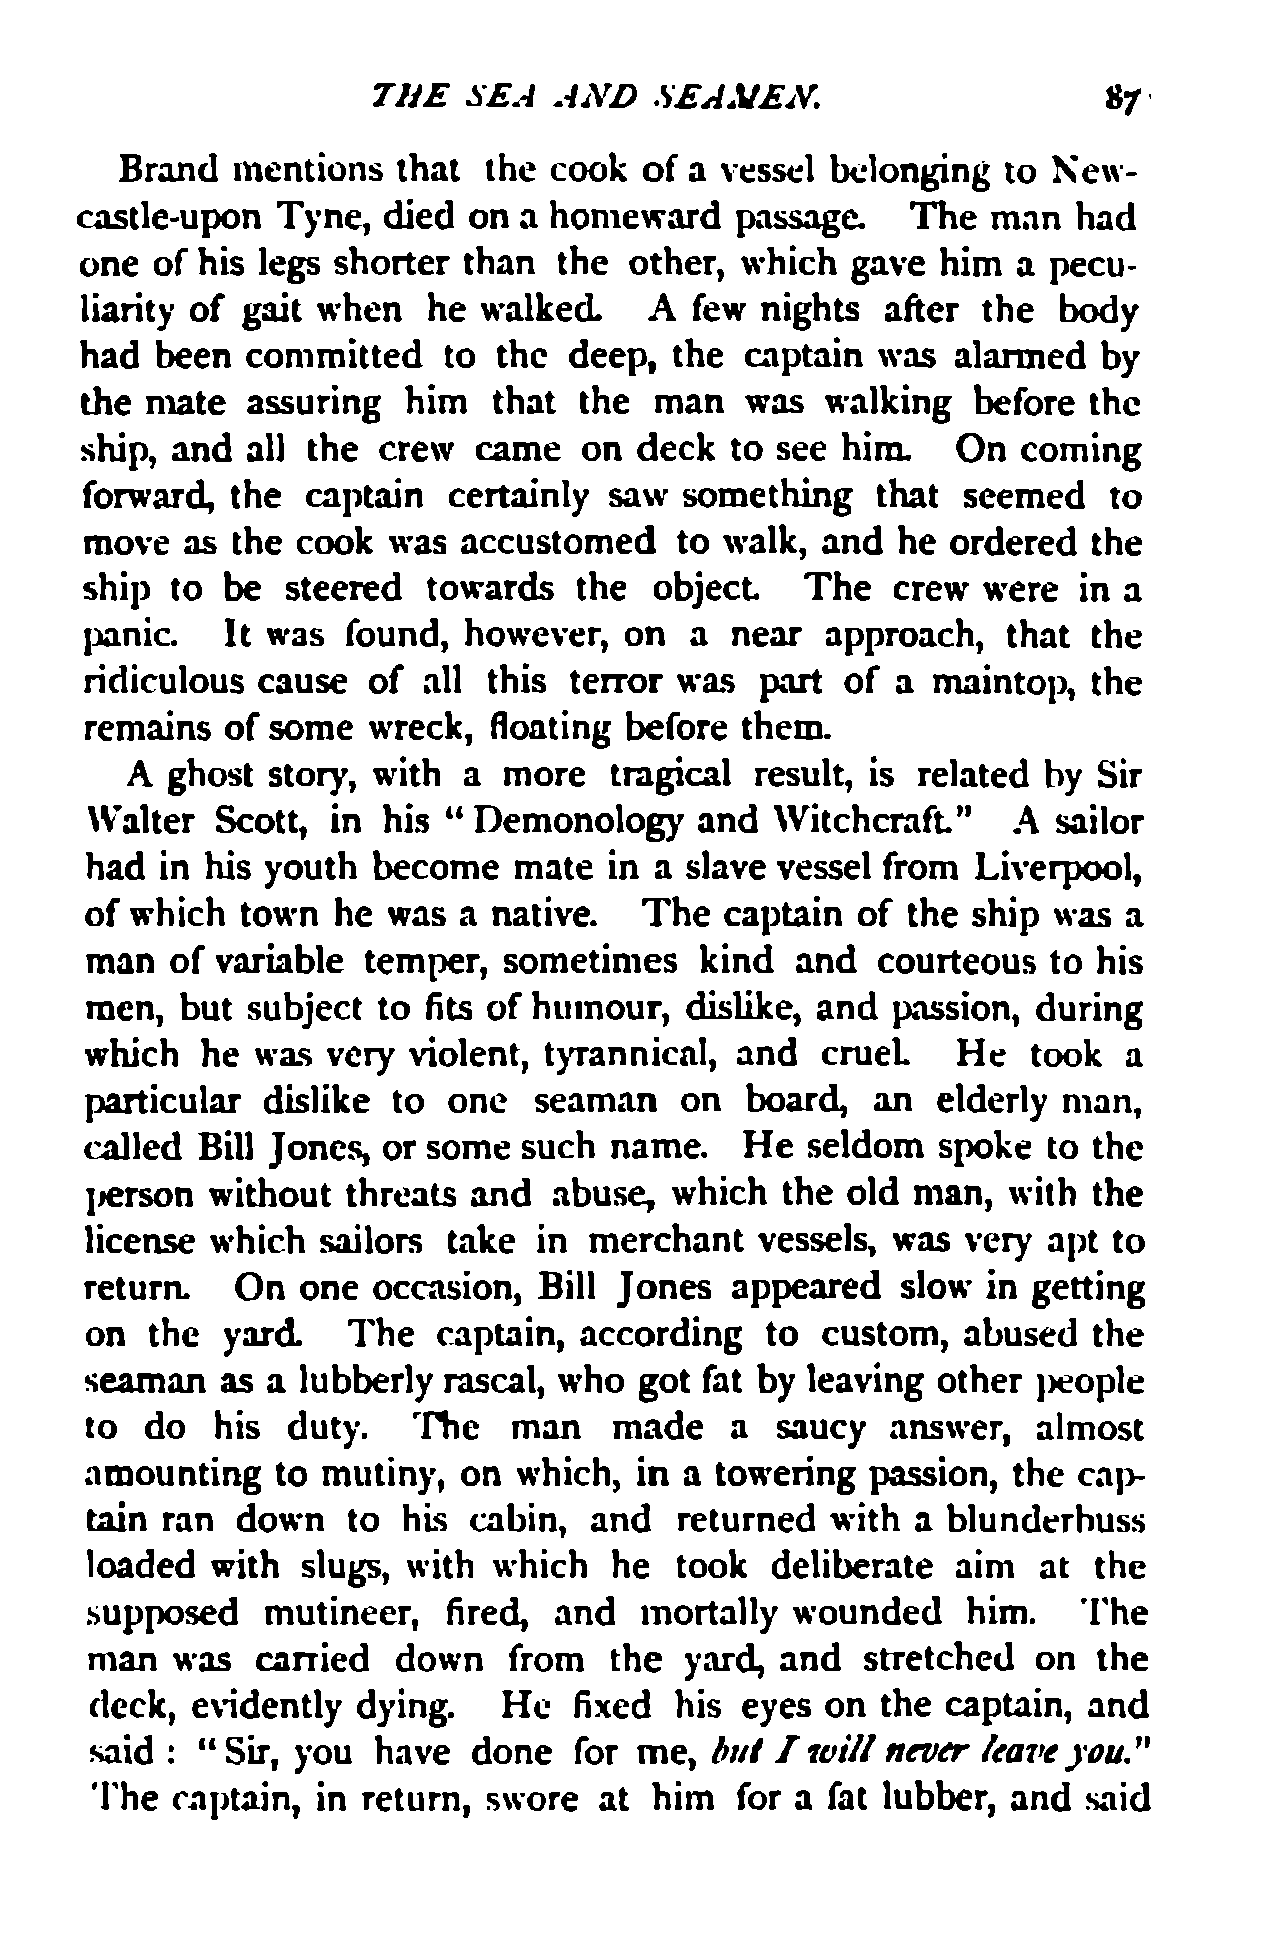 THE SEA AND SEAMEN. 87
Brand mentions that the cook of a vessel belonging to New-
castle-upon Tyne, died on a homeward passage. The man had
one of his legs shorter than the other, which gave him a pecu-
liarity of gait when he walked. A few nights after the body
had been committed to the deep, the captain was alarmed by
the mate assuring him that the man was walking before the
ship, and all the crew came on deck to see him. On coming
forward, the captain certainly saw something that seemed to
move as the cook was accustomed to walk, and he ordered the
ship to be steered towards the object. The crew were in a
panic. It was found, however, on a near approach, that the
ridiculous cause of all this terror was part of a maintop, the
remains of some wreck, floating before them.
A ghost story, with a more tragical result, is related by Sir
Walter Scott, in his " Demonology and Witchcraft." A sailor
had in his youth become mate in a slave vessel from Liverpool,
of which town he was a native. The captain of the ship was a
man of variable temper, sometimes kind and courteous to his
men, but subject to fits of humour, dislike, and passion, during
which he was very violent, tyrannical, and cruel. He took a
particular dislike to one seaman on board, an elderly man,
called Bill Jones, or some such name. He seldom spoke to the
person without threats and abuse, which the old man, with the
license which sailors take in merchant vessels, was very apt to
return. On one occasion, Bill Jones appeared slow in getting
on the yard. The captain, according to custom, abused the
seaman as a lubberly rascal, who got fat by leaving other people
to do his duty. The man made a saucy answer, almost
amounting to mutiny, on which, in a towering passion, the cap-
tain ran down to his cabin, and returned with a blunderbuss
loaded with slugs, with which he took deliberate aim at the
supposed mutineer, fired, and mortally wounded him. The
man was carried down from the yard, and stretched on the
deck, evidently dying. He fixed his eyes on the captain, and
said : " Sir, you have done for me, but I will never leave you."
The captain, in return, swore at him for a fat lubber, and said